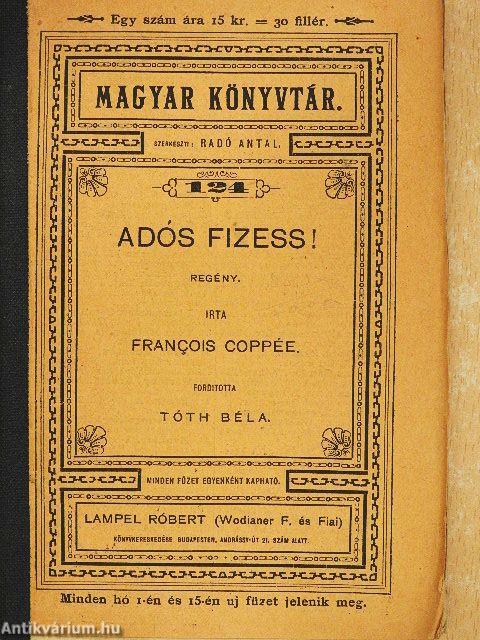 Egy szám ára 15 kr. = 30 fillér.
MAGYAR KÖNYVTÁR.
SZERKESZTI: RADÓ ANTAL.
124
ADÓS FIZESS!
REGÉNY.
IRTA
FRANÇOIS COPPÉE.
FORDITOTTA
TÓTH BÉLA.
MINDEN FÜZET EGYENKÉNT KAPHATÓ.
LAMPEL RÓBERT (Wodianer F. és Fiai)
KÖNYVKERESKEDÉSE BUDAPESTEN, ANDRÁSSY-ÚT 21. SZÁM ALATT.
Minden hó 1-én és 15-én uj füzet jelenik meg.
Antikvárium.hu